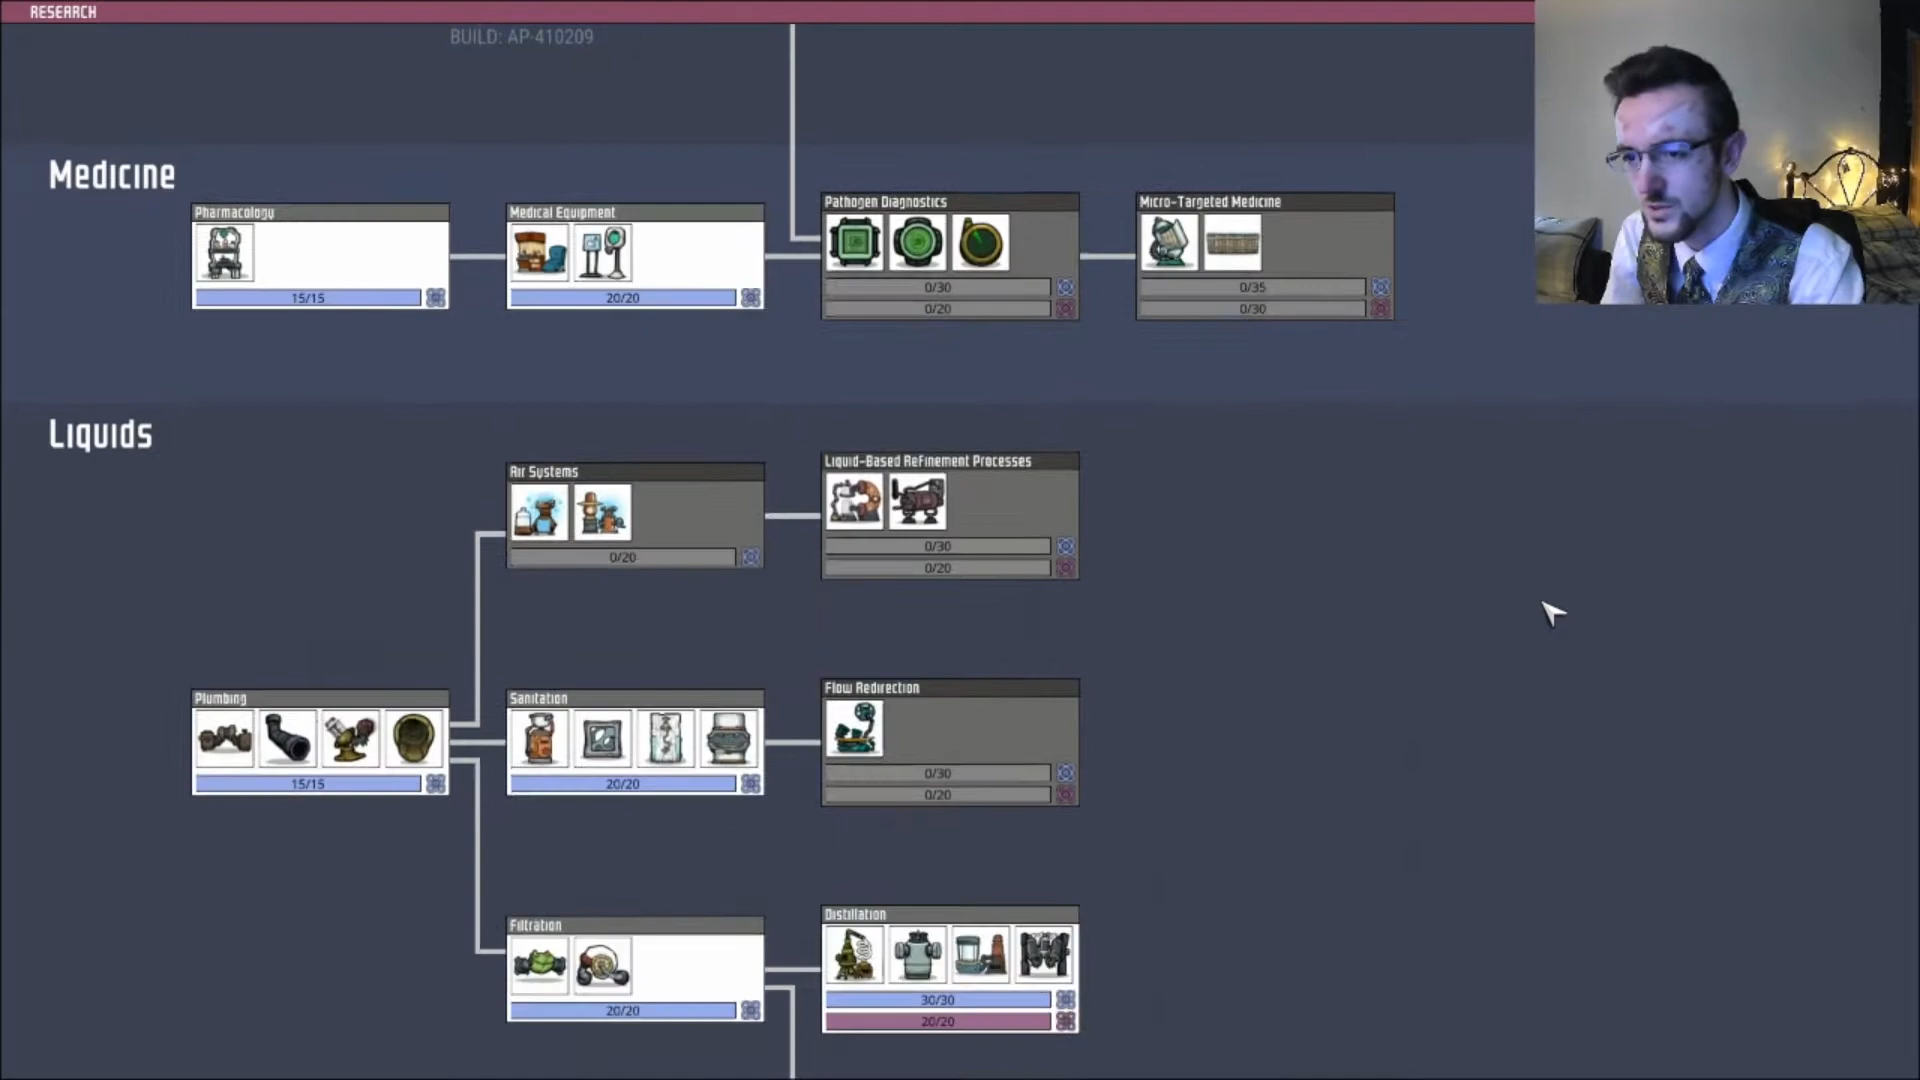 RESEARCH
BUILD: AP-410209
Medicine
Pharmacology
15/15
Medical Equipment
20/20
Pathogen Diagnostics
0/30
0/20
Micro-Targeted Medicine
0/35
0/30
Liquids
Air Systems
0/20
Liquid-Based Refinement Processes
0/30
0/20
Plumbing
15/15
Sanitation
20/20
Flow Redirection
0/30
0/20
Filtration
20/20
Distillation
30/30
20/20